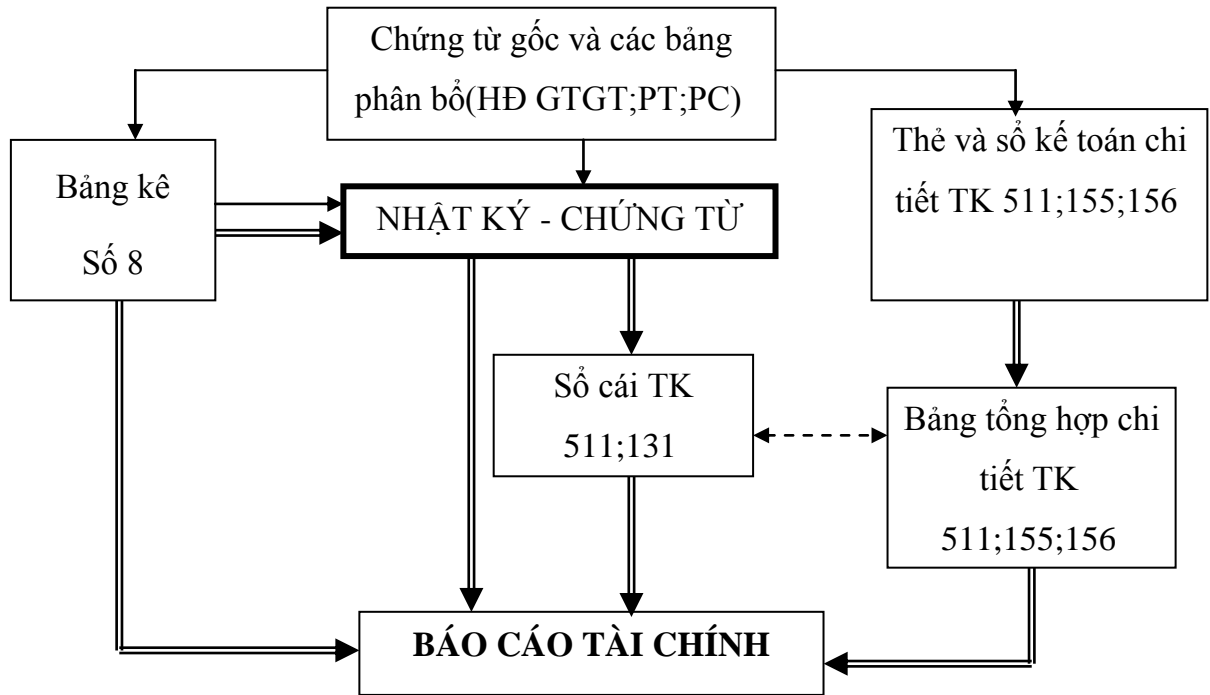 Chứng từ gốc và các bảng
phân bổ(HĐ GTGT;PT;PC)
Bảng kê
Số 8
NHẬT KÝ - CHỨNG TỪ
Thẻ và sổ kế toán chi
tiết TK 511;155;156
Sổ cái TK
511;131
Bảng tổng hợp chi
tiết TK
511;155;156
BÁO CÁO TÀI CHÍNH